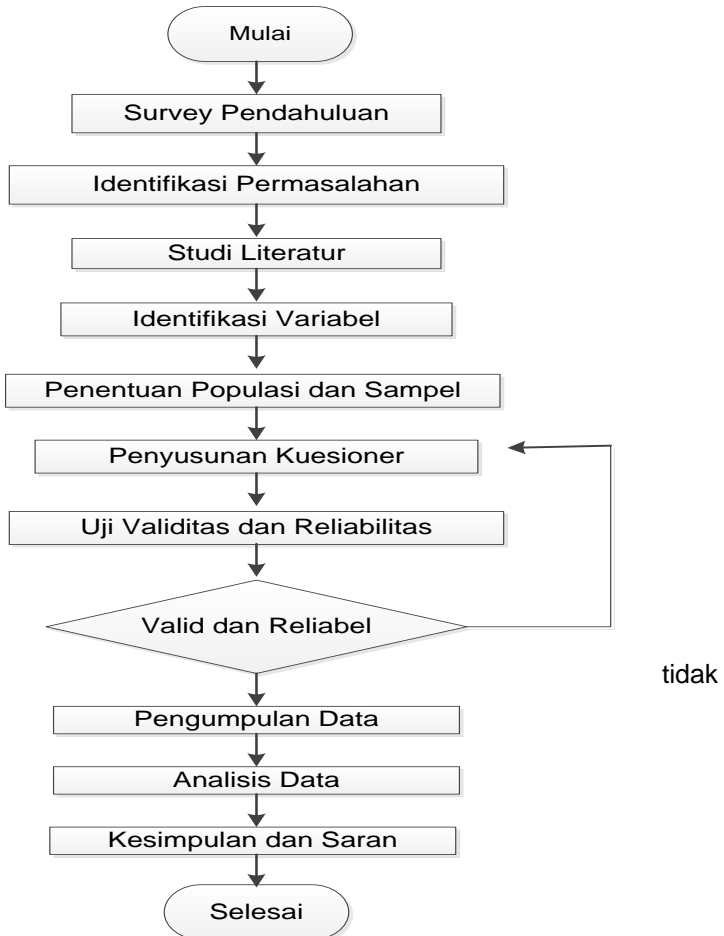 Mulai
Survey Pendahuluan
Identifikasi Permasalahan
Studi Literatur
Identifikasi Variabel
Penentuan Populasi dan Sampel
Penyusunan Kuesioner
Uji Validitas dan Reliabilitas
Valid dan Reliabel
tidak
Pengumpulan Data
Analisis Data
Kesimpulan dan Saran
Selesai